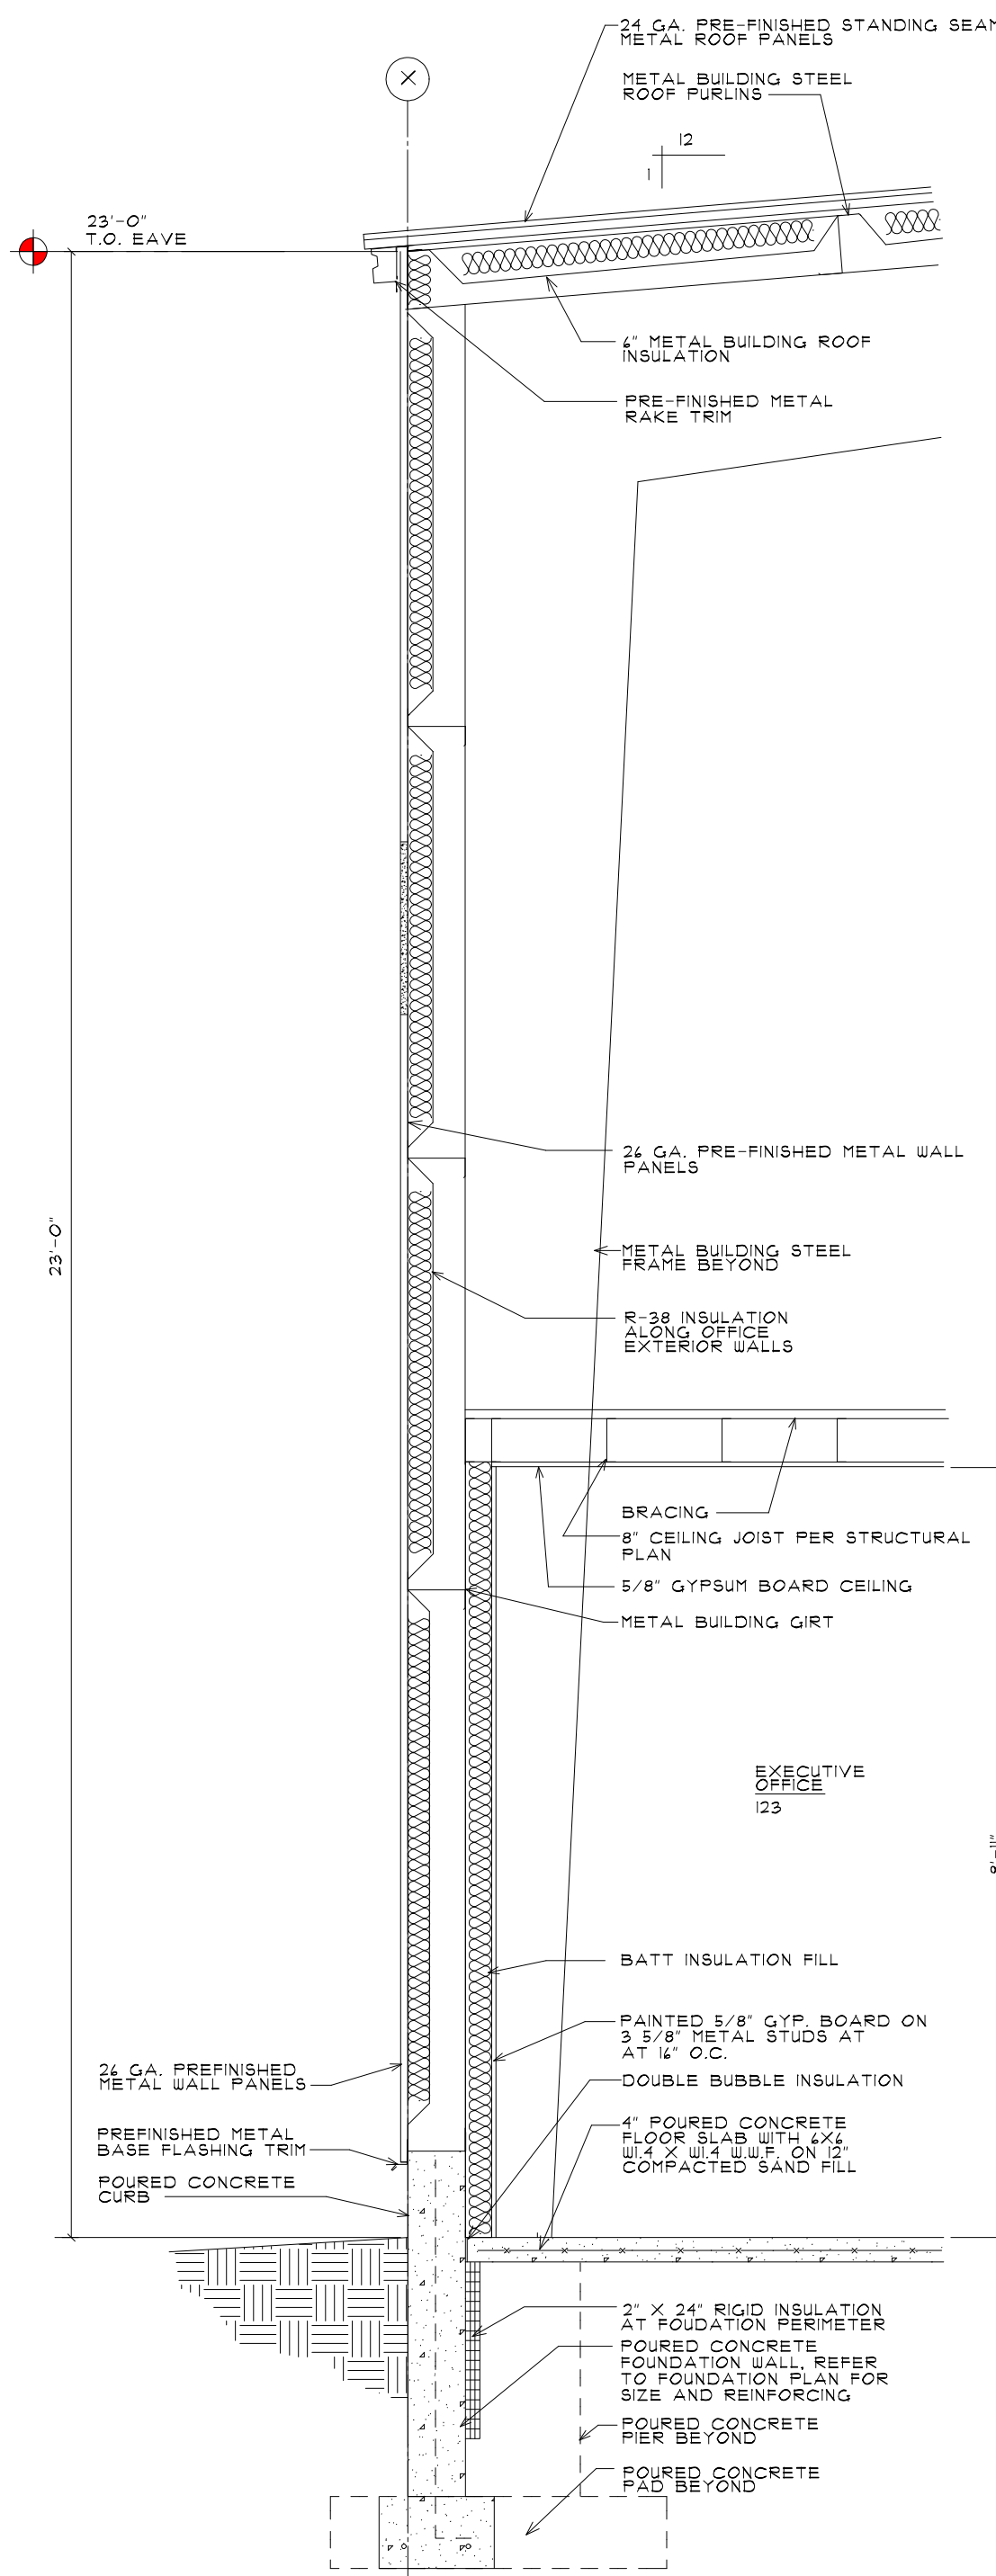 24 GA. PRE-FINISHED STANDING SEAM
METAL ROOF PANELS
X
METAL BUILDING STEEL
ROOF PURLINS
12
1
23'-0"
T.O. EAVE
6" METAL BUILDING ROOF
INSULATION
PRE-FINISHED METAL
RAKE TRIM
26 GA. PRE-FINISHED METAL WALL
PANELS
23'-0"
METAL BUILDING STEEL
FRAME BEYOND
R-38 INSULATION
ALONG OFFICE
EXTERIOR WALLS
BRACING
8" CEILING JOIST PER STRUCTURAL
PLAN
5/8" GYPSUM BOARD CEILING
METAL BUILDING GIRT
EXECUTIVE
OFFICE
123
BATT INSULATION FILL
PAINTED 5/8" GYP. BOARD ON
3 5/8" METAL STUDS AT
AT 16" O.C.
26 GA. PREFINISHED
METAL WALL PANELS
DOUBLE BUBBLE INSULATION
4" POURED CONCRETE
FLOOR SLAB WITH 6X6
W1.4 X W1.4 W.W.F. ON 12"
COMPACTED SAND FILL
PREFINISHED METAL
BASE FLASHING TRIM
POURED CONCRETE
CURB
2" X 24" RIGID INSULATION
AT FOUDATION PERIMETER
POURED CONCRETE
FOUNDATION WALL, REFER
TO FOUNDATION PLAN FOR
SIZE AND REINFORCING
POURED CONCRETE
PIER BEYOND
POURED CONCRETE
PAD BEYOND